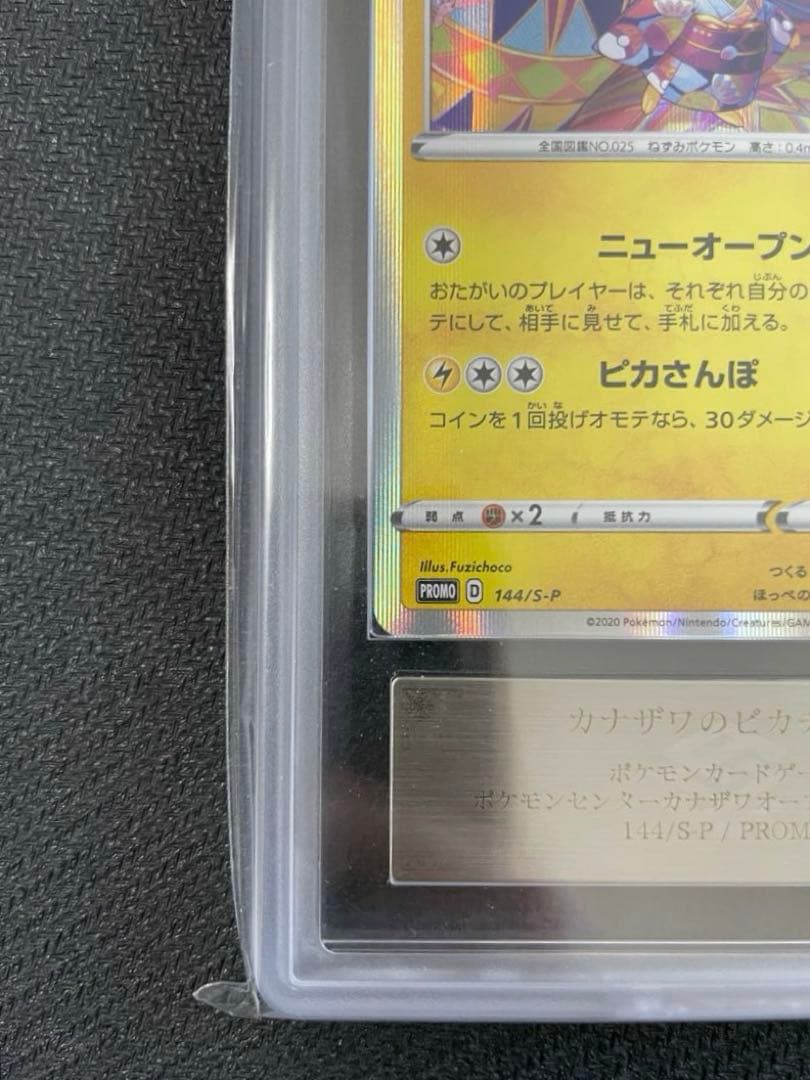 全国図鑑NO.025 ねずみポケモン 高さ:0.4m
ニューオープン
おたがいのプレイヤーは、それぞれ自分の
テにして、相手に見せて、手札に加える。
ピカさんぽ
コインを1回投げオモテなら、30ダメージ
弱点 ×2 抵抗力
Illus.Fuzichoco
つくる
PROMO D 144/S-P
ほっぺの
©2020 Pokémon/Nintendo/Creatures/GAM
カナザワのピカ
ポケモンカードゲー
ポケモンセンターカナザワオー
144/S-P / PROM